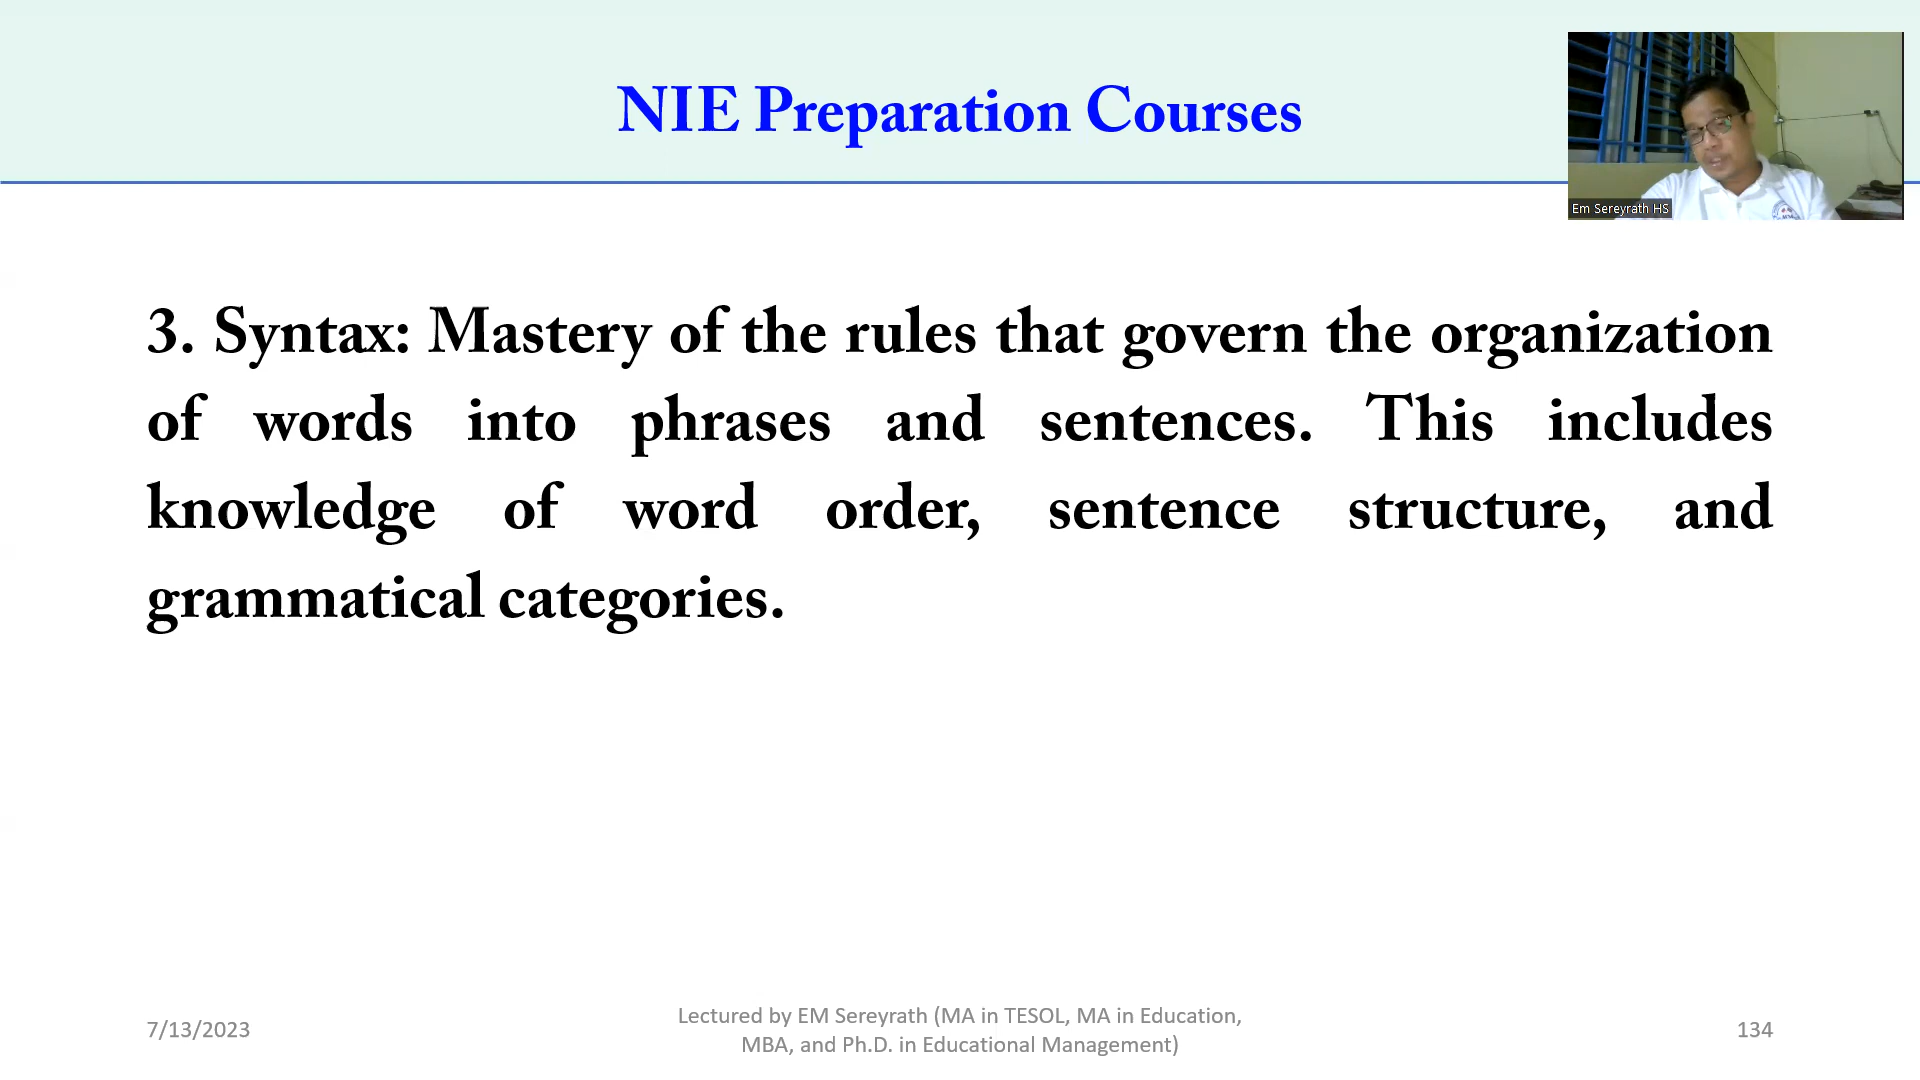 NIE Preparation Courses
Em Sereyrath HS
3. Syntax: Mastery of the rules that govern the organization
of words into phrases and sentences. This includes
knowledge of word order, sentence structure, and
grammatical categories.
7/13/2023
Lectured by EM Sereyrath (MA in TESOL, MA in Education,
MBA, and Ph.D. in Educational Management)
134